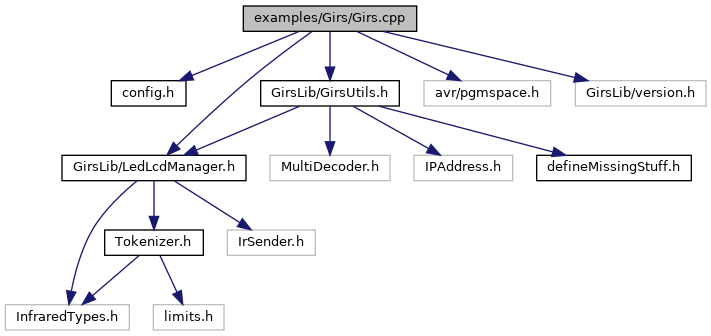 examples/Girs/Girs.cpp
config.h
GirsLib/GirsUtils.h
avr/pgmspace.h
GirsLib/version.h
GirsLib/LedLcdManager.h
MultiDecoder.h
IPAddress.h
defineMissingStuff.h
Tokenizer.h
IrSender.h
InfraredTypes.h
limits.h